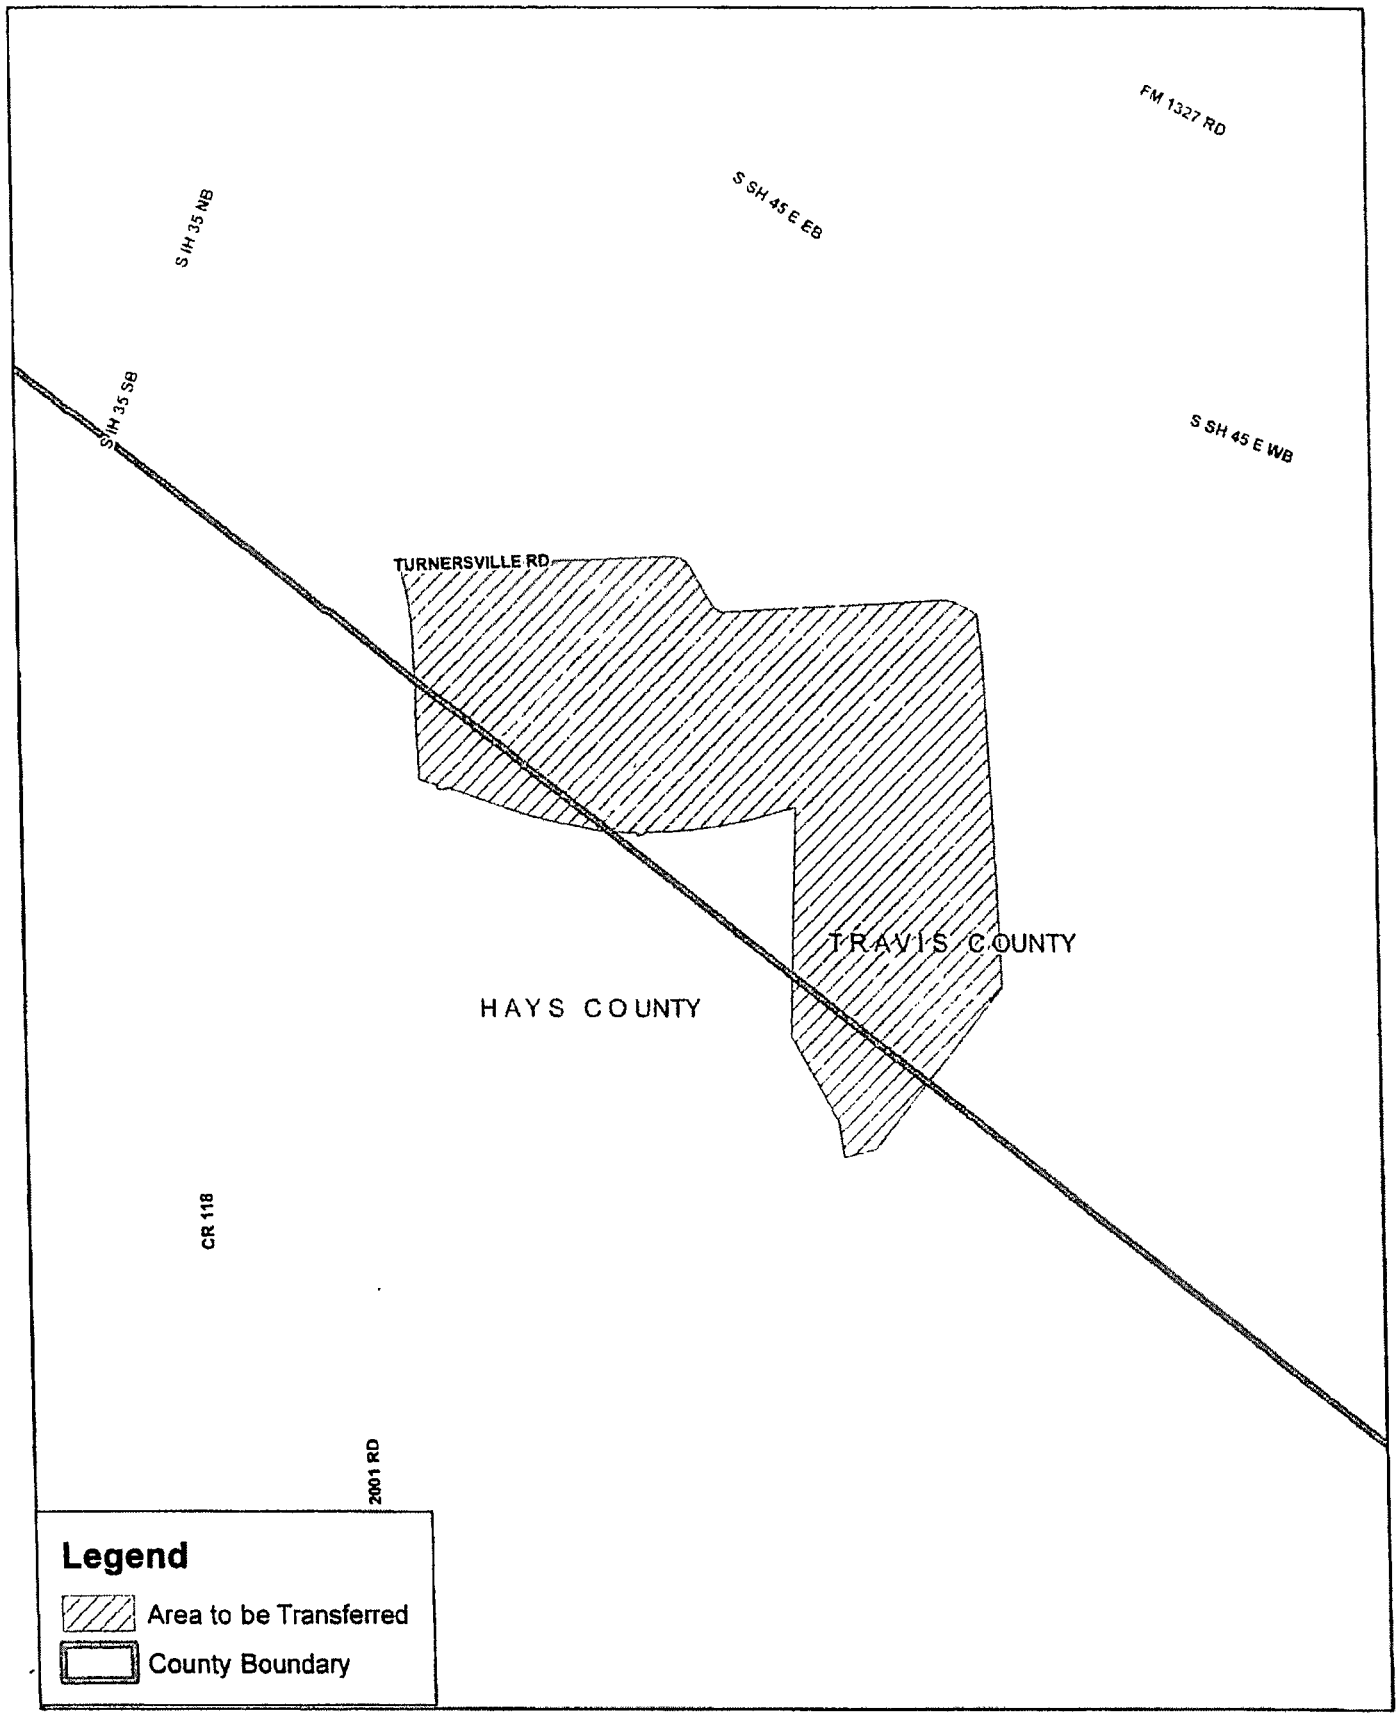 FM 1327 RD
S SH 45 E EB
S IH 35 NB
S IH 35 SB
S SH 45 E WB
TURNERSVILLE RD
TRAVIS COUNTY
HAYS COUNTY
CR 118
2001 RD
Legend
Area to be Transferred
County Boundary